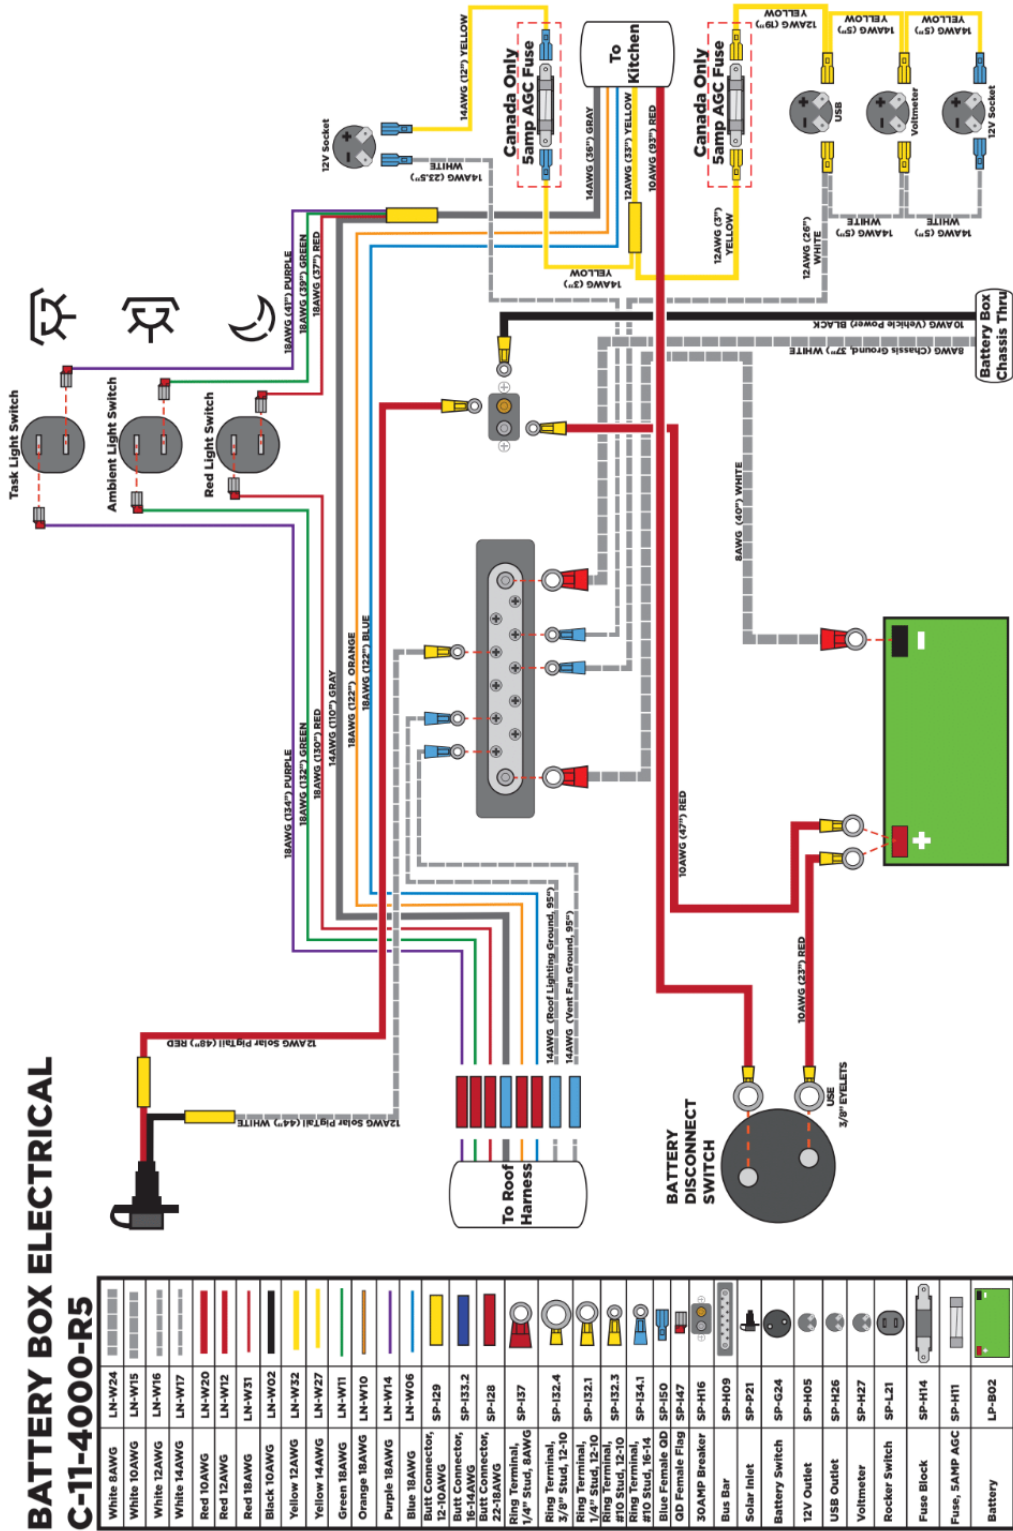 BATTERY BOX ELECTRICAL
C-11-4000-R5
White 8AWG LN-W24
White 10AWG LN-W15
White 12AWG LN-W16
White 14AWG LN-W17
Red 10AWG LN-W20
Red 12AWG LN-W12
Red 18AWG LN-W31
Black 10AWG LN-W02
Yellow 12AWG LN-W32
Yellow 14AWG LN-W27
Green 18AWG LN-W11
Orange 18AWG LN-W10
Purple 18AWG LN-W14
Blue 18AWG LN-W06
Butt Connector, 12-10AWG SP-I29
Butt Connector, 16-14AWG SP-I33.2
Butt Connector, 22-18AWG SP-I28
Ring Terminal, 1/4" Stud, 8AWG SP-I37
Ring Terminal, 3/8" Stud, 12-10 SP-I32.4
Ring Terminal, 1/4" Stud, 12-10 SP-I32.1
Ring Terminal, #10 Stud, 12-10 SP-I32.3
Ring Terminal, #10 Stud, 16-14 SP-I34.1
Blue Female QD SP-I50
QD Female Flag SP-I47
30AMP Breaker SP-H16
Bus Bar SP-H09
Solar Inlet SP-P21
Battery Switch SP-G24
12V Outlet SP-H05
USB Outlet SP-H26
Voltmeter SP-H27
Rocker Switch SP-L21
Fuse Block SP-H14
Fuse, 5AMP AGC SP-H11
Battery LP-B02
12AWG Solar PigTail (48") RED
12AWG Solar PigTail (44") WHITE
To Roof
Harness
14AWG (Roof Lighting Ground, 95")
14AWG (Vent Fan Ground, 95")
BATTERY
DISCONNECT
SWITCH
USE
3/8" EYELETS
10AWG (23") RED
10AWG (47") RED
18AWG (134") PURPLE
18AWG (132") GREEN
18AWG (130") RED
14AWG (110") GRAY
18AWG (122") ORANGE
18AWG (122") BLUE
Task Light Switch
Ambient Light Switch
Red Light Switch
18AWG (41") PURPLE
18AWG (39") GREEN
18AWG (37") RED
8AWG (40") WHITE
8AWG (Chassis Ground, 37") WHITE
10AWG (Vehicle Power) BLACK
Battery Box
Chassis Thru
12V Socket
14AWG (12") YELLOW
14AWG (23.5")
WHITE
Canada Only
5amp AGC Fuse
To
Kitchen
14AWG (36") GRAY
12AWG (33") YELLOW
10AWG (93") RED
14AWG (3")
YELLOW
Canada Only
5amp AGC Fuse
12AWG (3")
YELLOW
12AWG (19")
YELLOW
14AWG (5")
YELLOW
14AWG (5")
YELLOW
USB
Voltmeter
12V Socket
12AWG (26")
WHITE
14AWG (5")
WHITE
14AWG (5")
WHITE